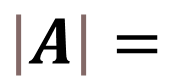 |A| =